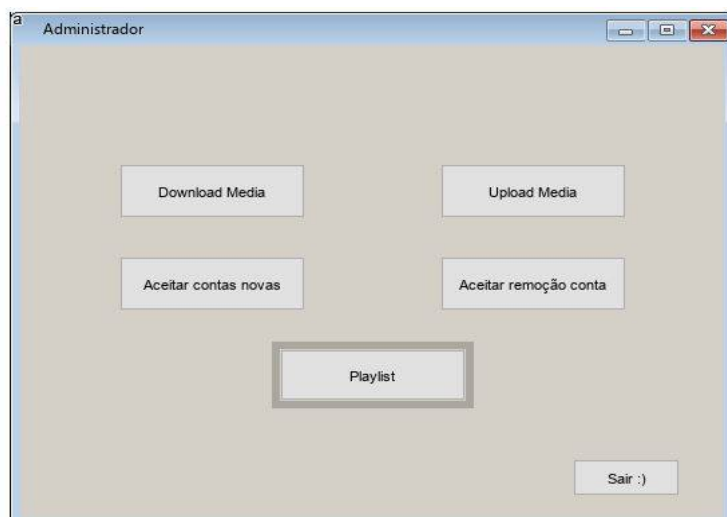 a
Administrador
Download Media
Upload Media
Aceitar contas novas
Aceitar remoção conta
Playlist
Sair :)